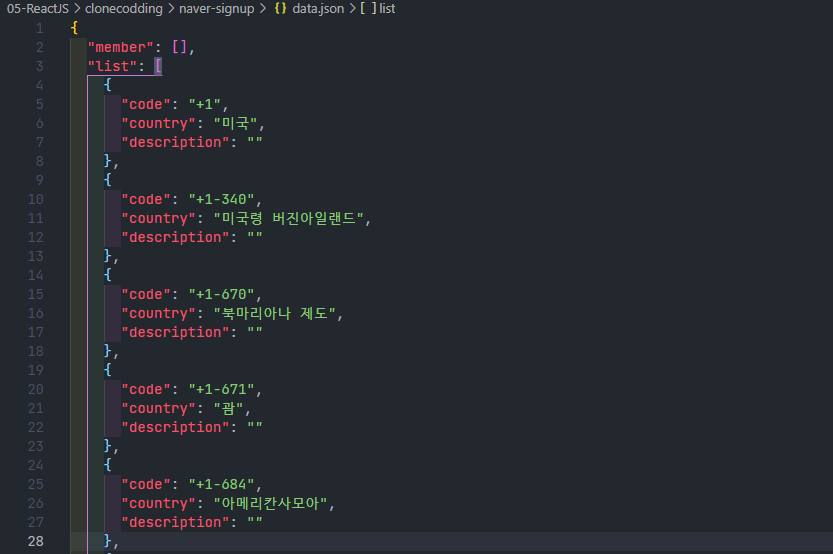 05-ReactJS > clonecodding > naver-signup > {} data.json > [ ] list
1 {
2 "member": [],
3 "list": [
4 {
5 "code": "+1",
6 "country": "미국",
7 "description": ""
8 },
9 {
10 "code": "+1-340",
11 "country": "미국령 버진아일랜드",
12 "description": ""
13 },
14 {
15 "code": "+1-670",
16 "country": "북마리아나 제도",
17 "description": ""
18 },
19 {
20 "code": "+1-671",
21 "country": "괌",
22 "description": ""
23 },
24 {
25 "code": "+1-684",
26 "country": "아메리칸사모아",
27 "description": ""
28 },